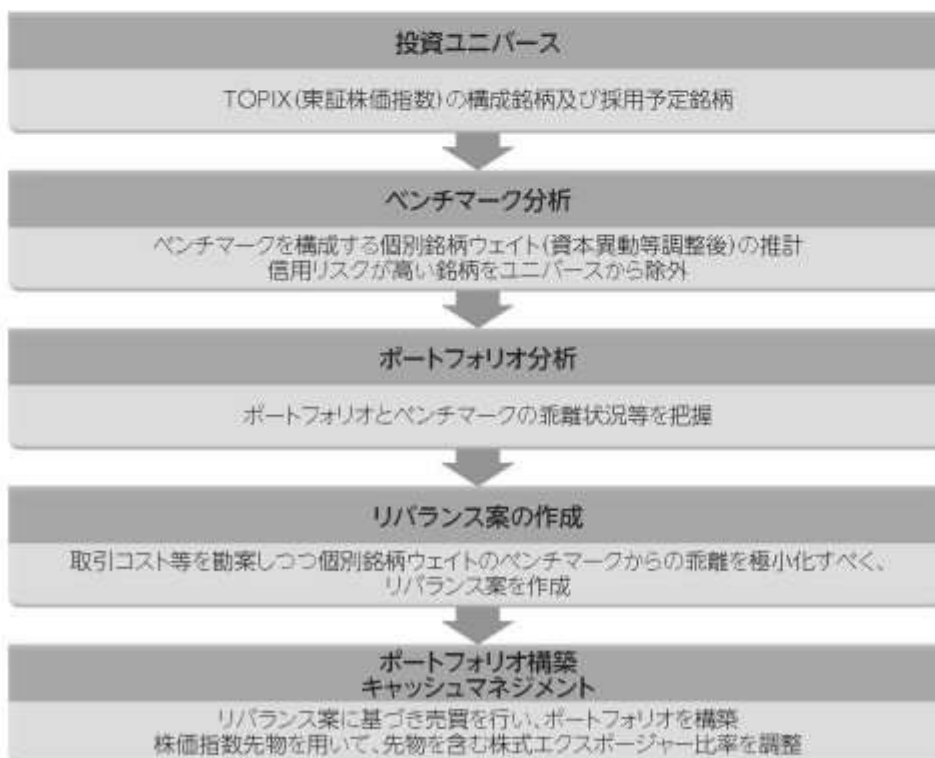 投資ユニバース
TOPIX(東証株価指数)の構成銘柄及び採用予定銘柄
ベンチマーク分析
ベンチマークを構成する個別銘柄ウェイト(資本異動等調整後)の推計
信用リスクが高い銘柄をユニバースから除外
ポートフォリオ分析
ポートフォリオとベンチマークの乖離状況等を把握
リバランス案の作成
取引コスト等を勘案しつつ個別銘柄ウェイトのベンチマークからの乖離を極小化すべく、
リバランス案を作成
ポートフォリオ構築
キャッシュマネジメント
リバランス案に基づき売買を行い、ポートフォリオを構築
株価指数先物を用いて、先物を含む株式エクスポージャー比率を調整